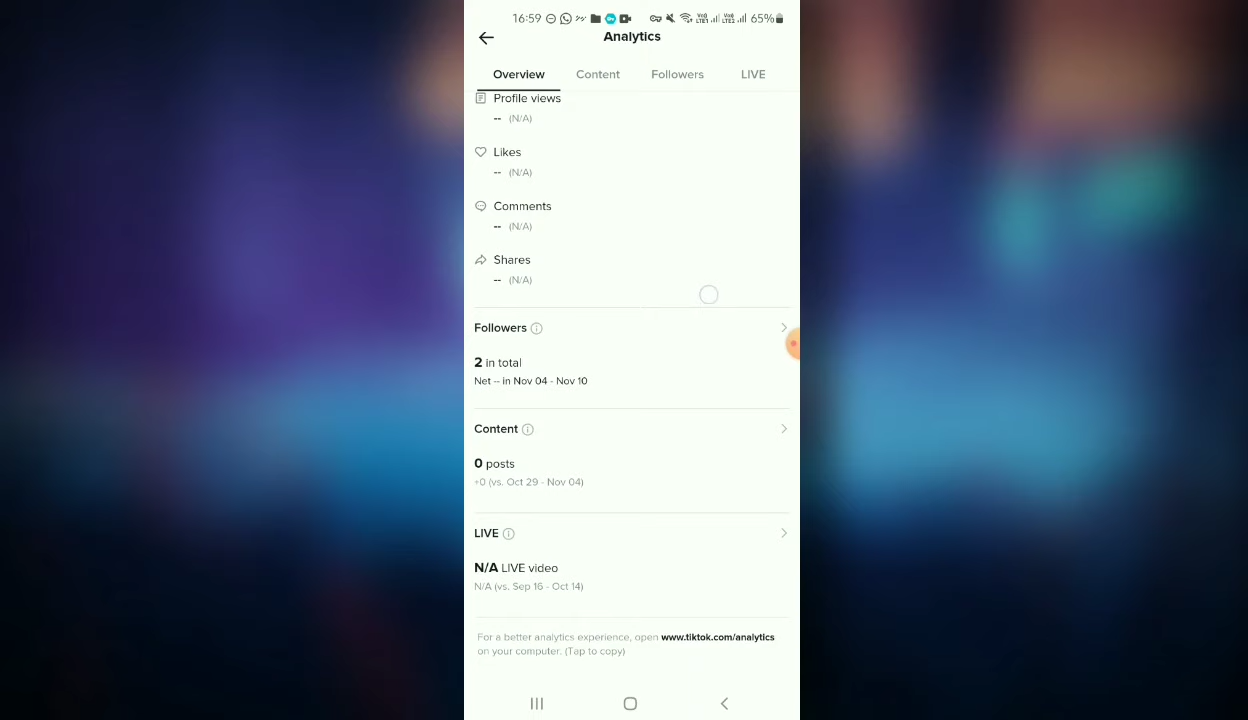 16:59
65%
Analytics
Overview Content Followers LIVE
Profile views
-- (N/A)
Likes
-- (N/A)
Comments
-- (N/A)
Shares
-- (N/A)
Followers
2 in total
Net -- in Nov 04 - Nov 10
Content
0 posts
+0 (vs. Oct 29 - Nov 04)
LIVE
N/A LIVE video
N/A (vs. Sep 16 - Oct 14)
For a better analytics experience, open www.tiktok.com/analytics
on your computer. (Tap to copy)